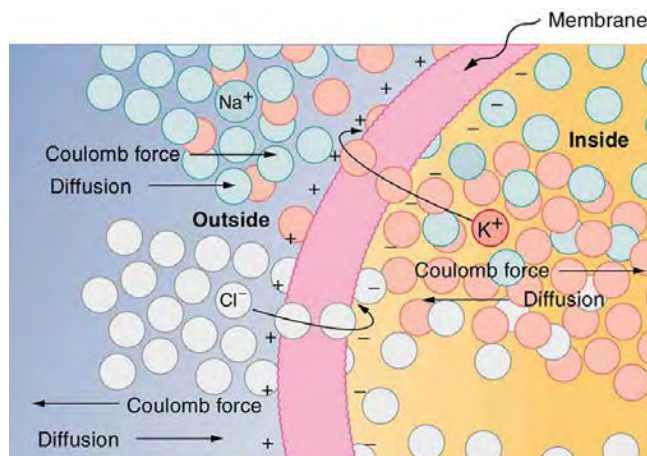 Membrane
Na+
Inside
Coulomb force
Diffusion
Outside
K+
Coulomb force
Cl−
Diffusion
Coulomb force
Diffusion